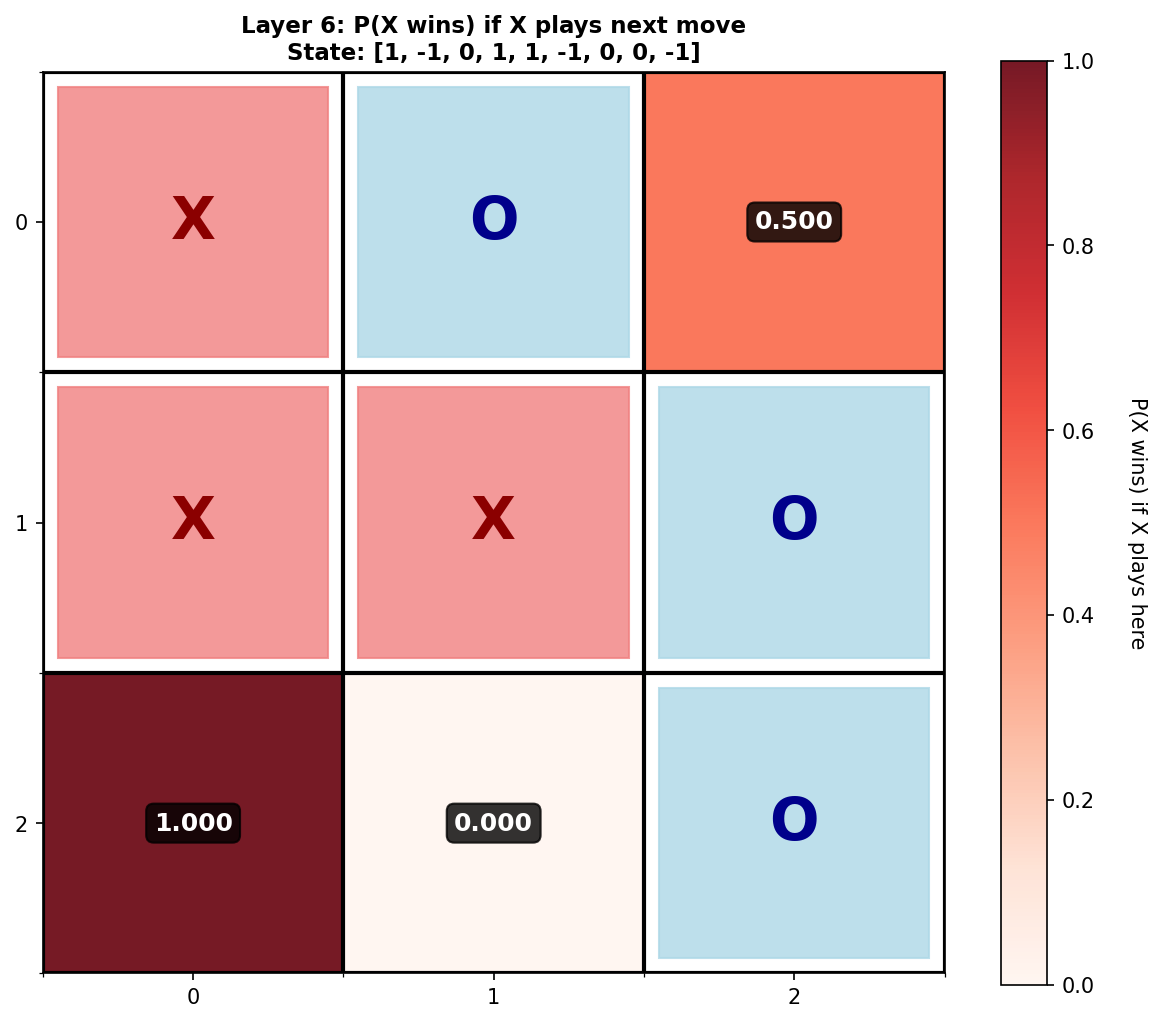 Layer 6: P(X wins) if X plays next move
State: [1, -1, 0, 1, 1, -1, 0, 0, -1]
X
O
0.500
X
X
O
1.000
0.000
O
0
1
2
0
1
2
1.0
0.8
0.6
0.4
0.2
0.0
P(X wins) if X plays here